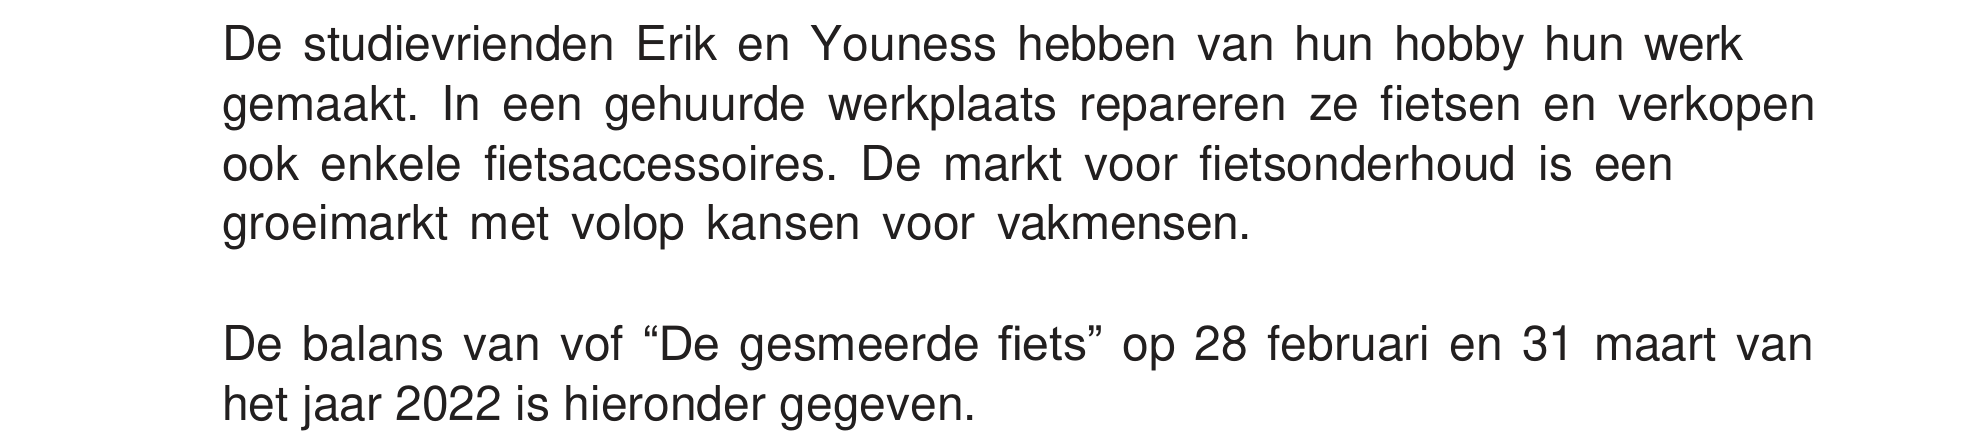 De studievrienden Erik en Youness hebben van hun hobby hun werk
gemaakt. In een gehuurde werkplaats repareren ze fietsen en verkopen
ook enkele fietsaccessoires. De markt voor fietsonderhoud is een
groeimarkt met volop kansen voor vakmensen.
De balans van vof “De gesmeerde fiets” op 28 februari en 31 maart van
het jaar 2022 is hieronder gegeven.